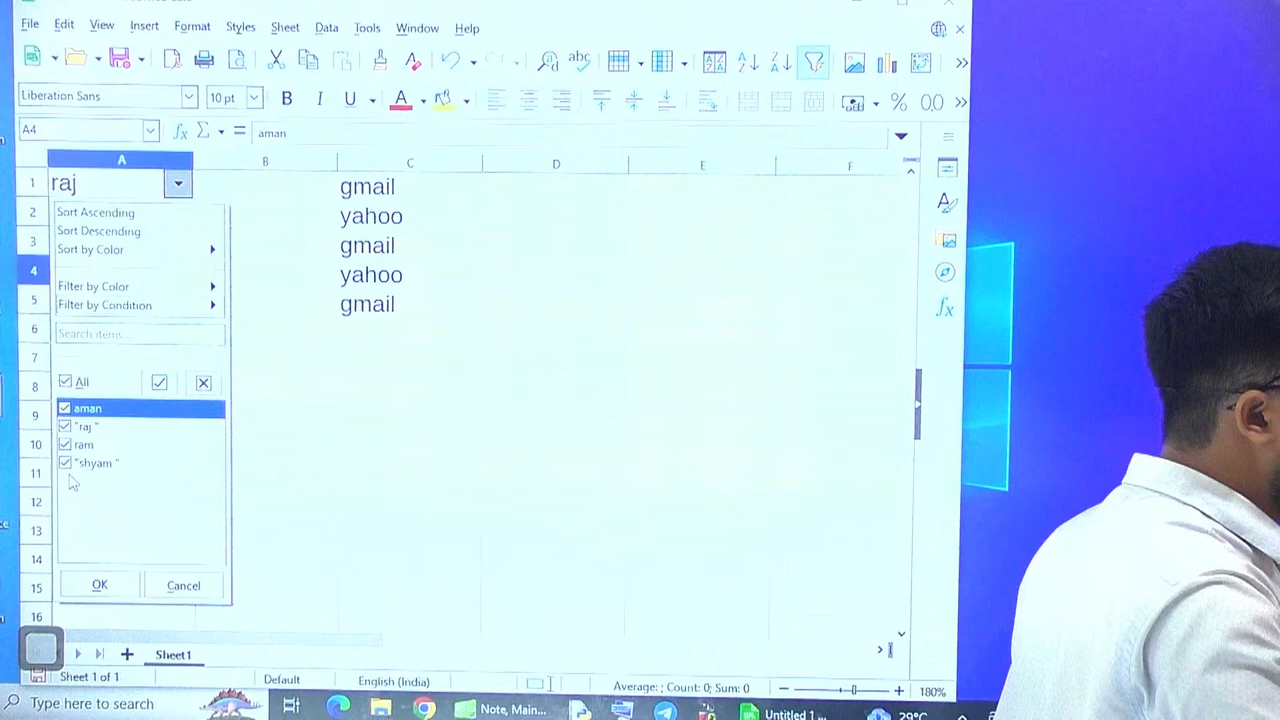 File Edit View Insert Format Styles Sheet Data Tools Window Help
Liberation Sans 10 pt B I U A % 0.0
A4 fx Σ = aman
A B C D E F
1 raj gmail
2 yahoo
3 gmail
4 yahoo
5 gmail
6
7
8
9
10
11
12
13
14
15
16
Sort Ascending
Sort Descending
Sort by Color
Filter by Color
Filter by Condition
Search items...
All
aman
"raj "
ram
"shyam "
OK Cancel
Sheet1
Sheet 1 of 1 Default English (India) Average: ; Count: 0; Sum: 0 180%
Type here to search Note, Main... Untitled 1 ... 29°C